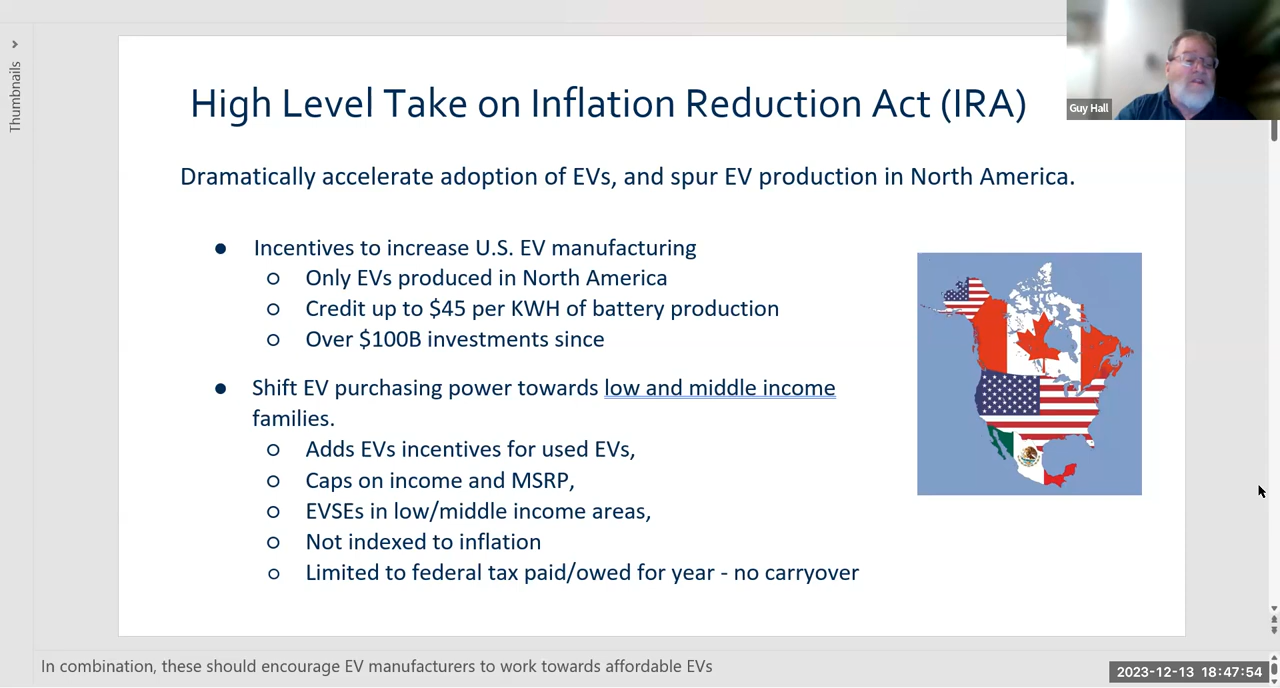 Thumbnails
High Level Take on Inflation Reduction Act (IRA)
Guy Hall
Dramatically accelerate adoption of EVs, and spur EV production in North America.
● Incentives to increase U.S. EV manufacturing
○ Only EVs produced in North America
○ Credit up to $45 per KWH of battery production
○ Over $100B investments since
● Shift EV purchasing power towards low and middle income
families.
○ Adds EVs incentives for used EVs,
○ Caps on income and MSRP,
○ EVSEs in low/middle income areas,
○ Not indexed to inflation
○ Limited to federal tax paid/owed for year - no carryover
In combination, these should encourage EV manufacturers to work towards affordable EVs
2023-12-13 18:47:54